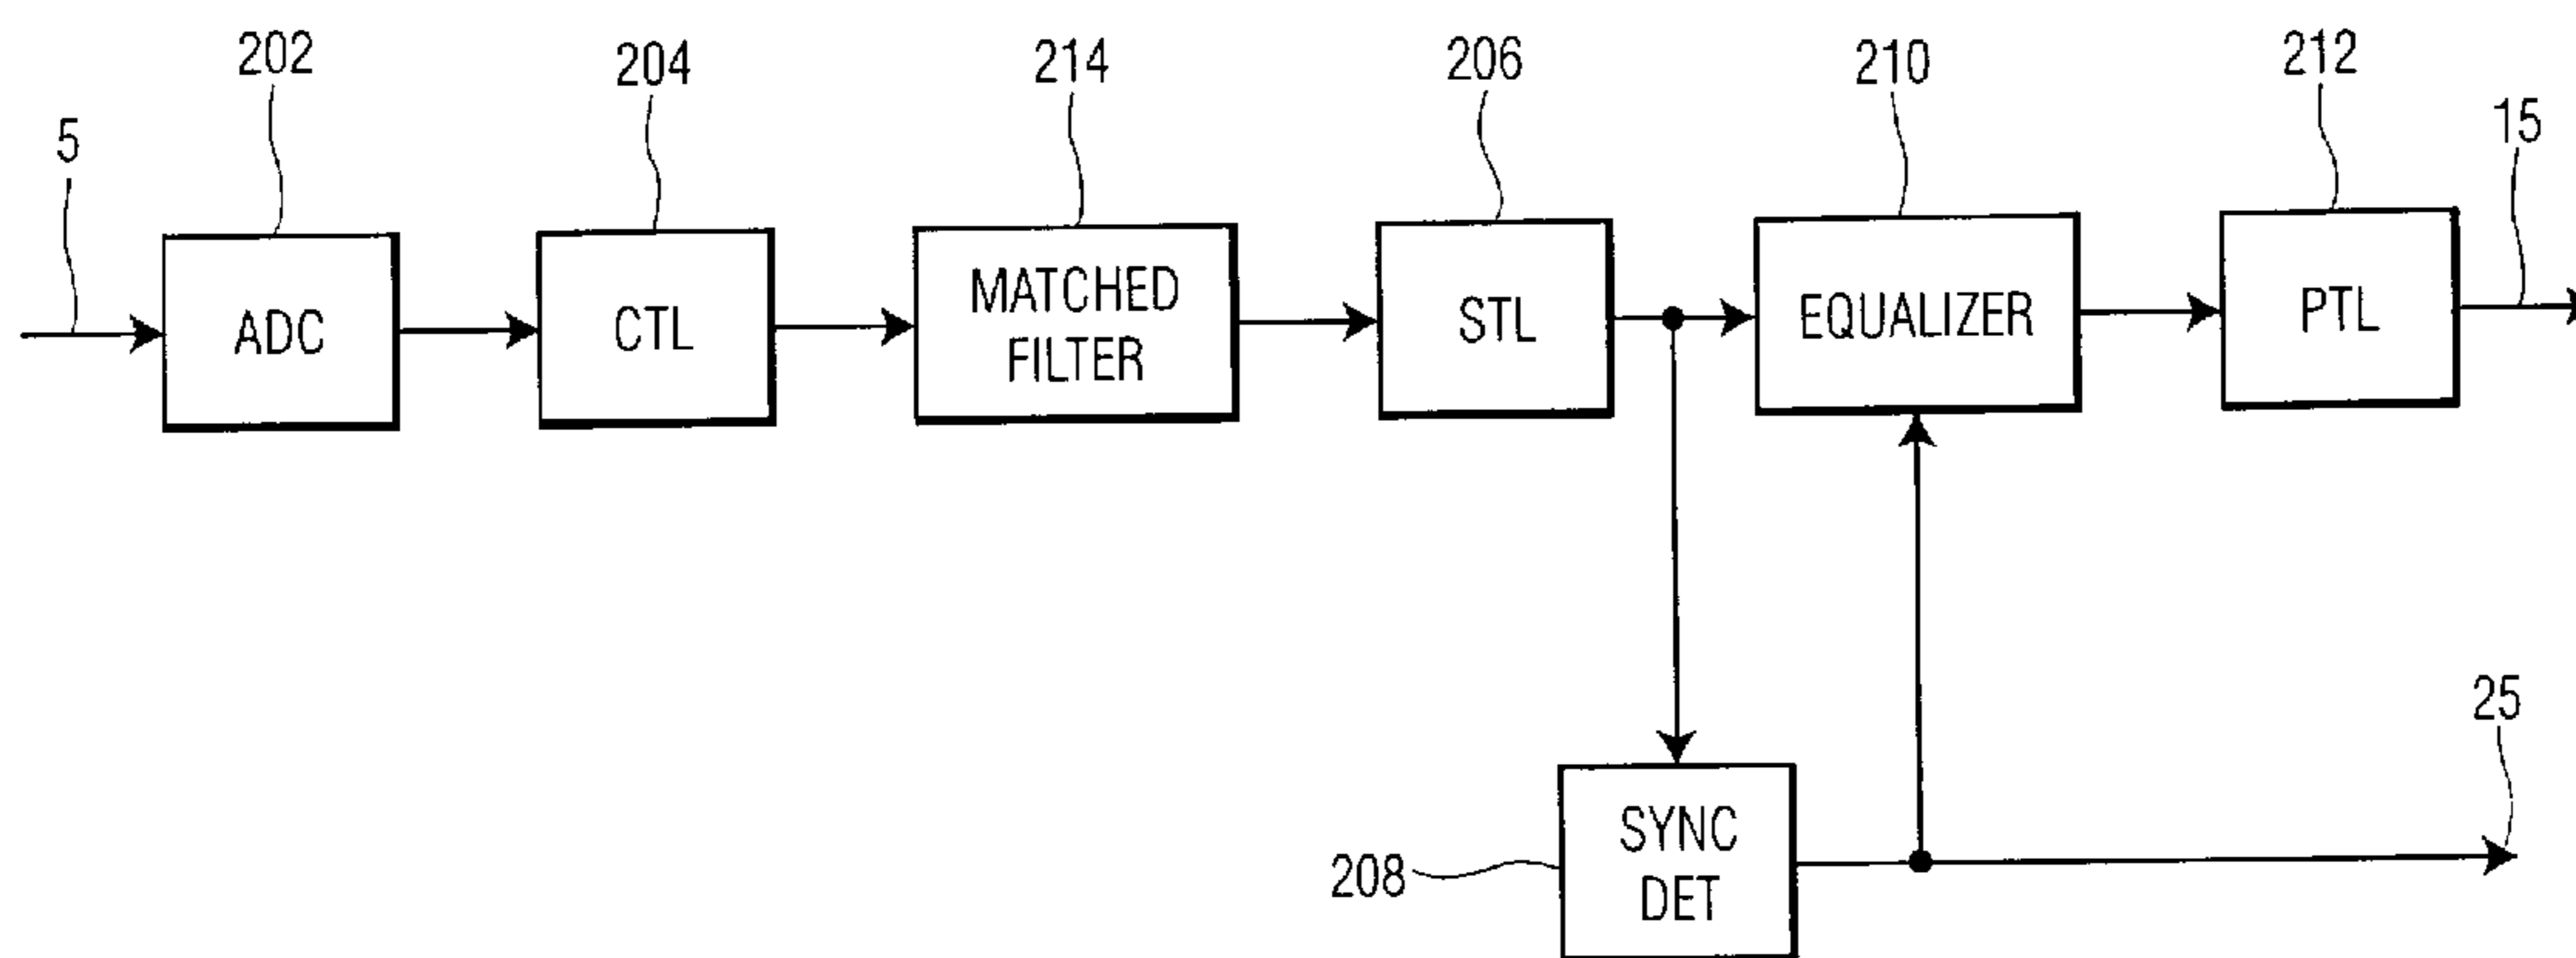 202
204
214
206
210
212
5
15
ADC
CTL
MATCHED
FILTER
STL
EQUALIZER
PTL
25
208
SYNC
DET